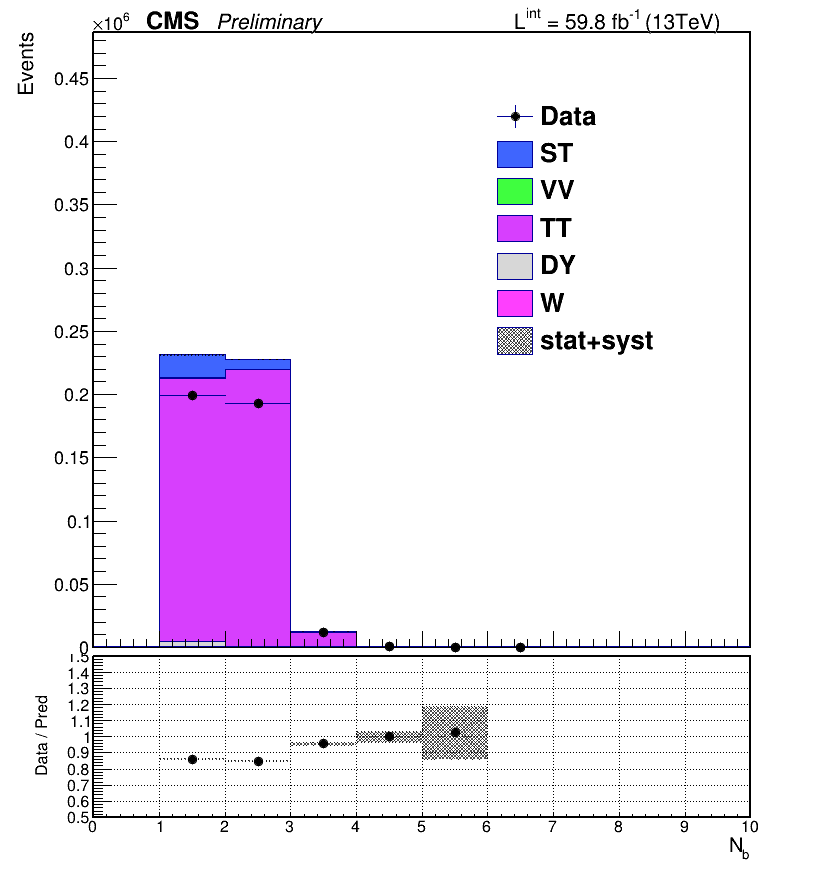 ×10⁶ CMS Preliminary L^int = 59.8 fb⁻¹ (13TeV)
Events
0.45
0.4
0.35
0.3
0.25
0.2
0.15
0.1
0.05
0
Data
ST
VV
TT
DY
W
stat+syst
Data / Pred
1.5
1.4
1.3
1.2
1.1
1
0.9
0.8
0.7
0.6
0.5
0 1 2 3 4 5 6 7 8 9 10
N_b